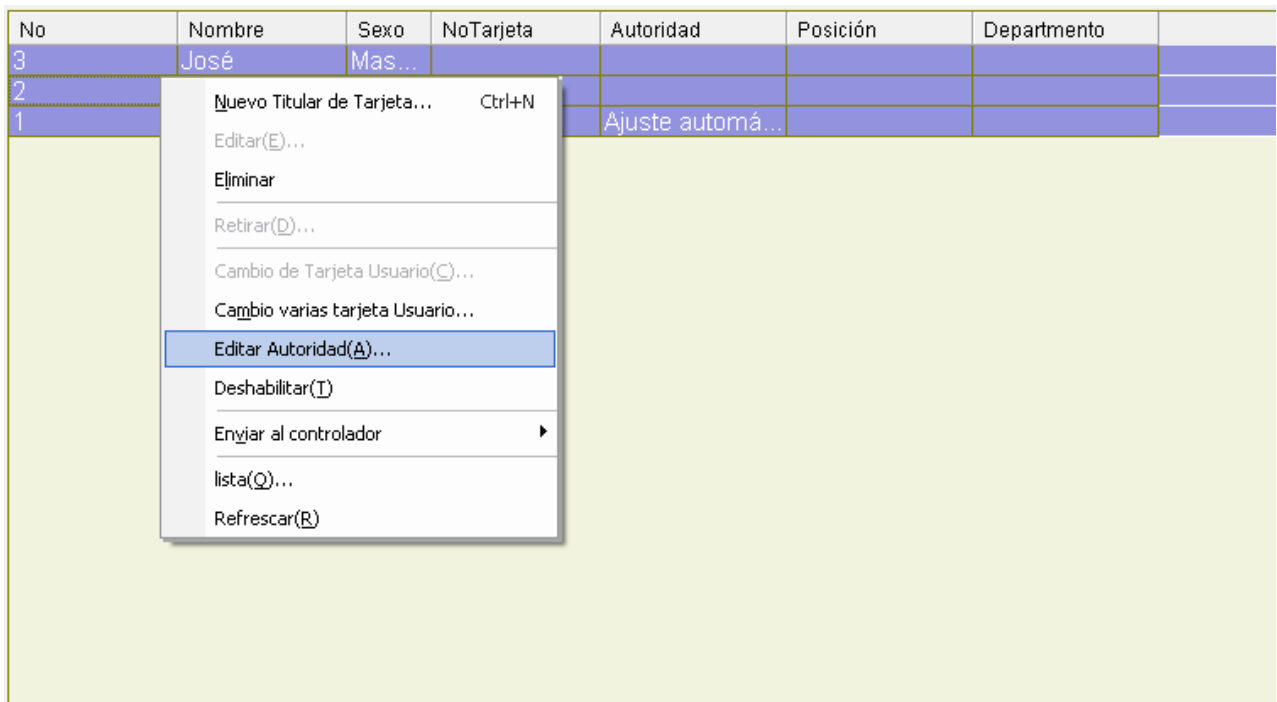 No Nombre Sexo NoTarjeta Autoridad Posición Departmento
3 José Mas...
2
1 Ajuste automá...
Nuevo Titular de Tarjeta... Ctrl+N
Editar(E)...
Eliminar
Retirar(D)...
Cambio de Tarjeta Usuario(C)...
Cambio varias tarjeta Usuario...
Editar Autoridad(A)...
Deshabilitar(T)
Enviar al controlador
lista(Q)...
Refrescar(R)